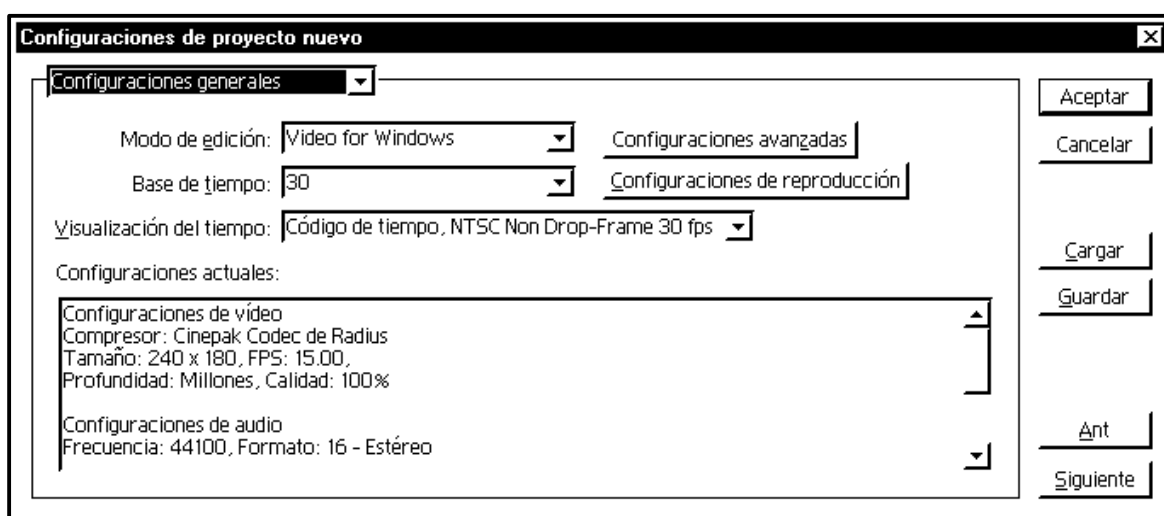 Configuraciones de proyecto nuevo
Configuraciones generales
Aceptar
Modo de edición: Video for Windows Configuraciones avanzadas
Cancelar
Base de tiempo: 30 Configuraciones de reproducción
Visualización del tiempo: Código de tiempo, NTSC Non Drop-Frame 30 fps
Cargar
Configuraciones actuales:
Guardar
Configuraciones de vídeo
Compresor: Cinepak Codec de Radius
Tamaño: 240 x 180, FPS: 15.00,
Profundidad: Millones, Calidad: 100%
Configuraciones de audio
Frecuencia: 44100, Formato: 16 - Estéreo
Ant
Siguiente